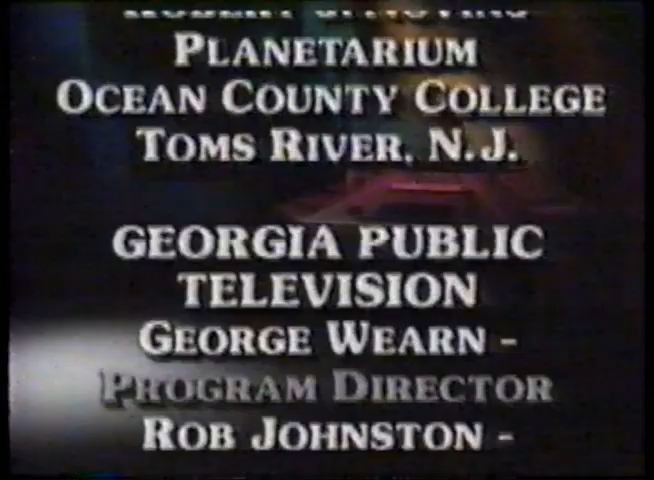 PLANETARIUM
OCEAN COUNTY COLLEGE
TOMS RIVER, N.J.
GEORGIA PUBLIC
TELEVISION
GEORGE WEARN -
PROGRAM DIRECTOR
ROB JOHNSTON -